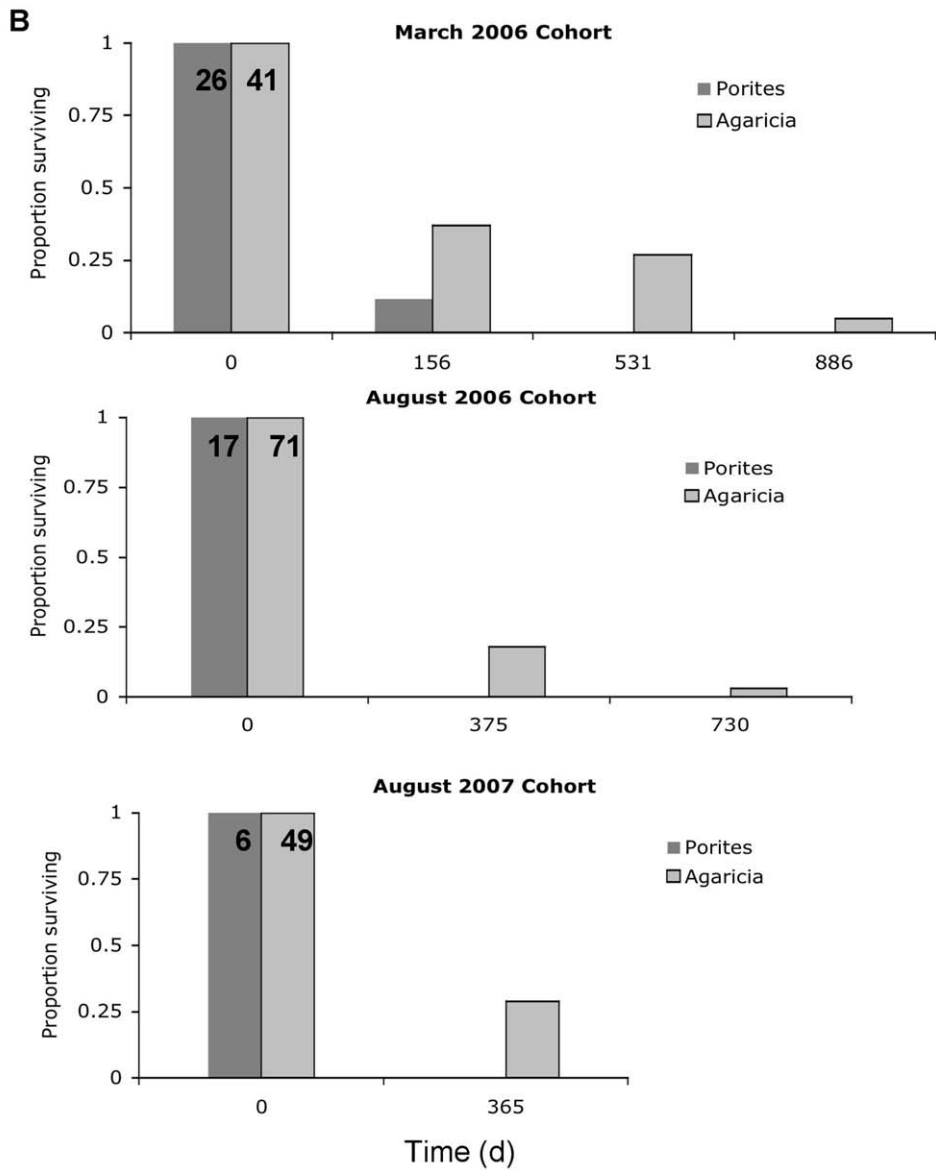 B
March 2006 Cohort
Proportion surviving
1
0.75
0.5
0.25
0
26 41
Porites
Agaricia
0 156 531 886
August 2006 Cohort
Proportion surviving
1
0.75
0.5
0.25
0
17 71
Porites
Agaricia
0 375 730
August 2007 Cohort
Proportion surviving
1
0.75
0.5
0.25
0
6 49
Porites
Agaricia
0 365
Time (d)